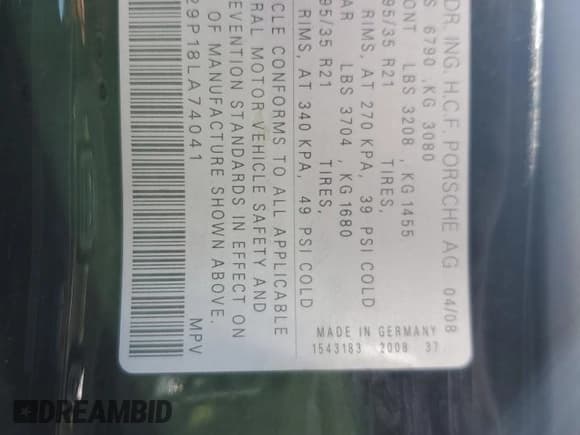 DR. ING. H.C.F. PORSCHE AG 04/08
S 6790 ,KG 3080
ONT LBS 3208 ,KG 1455
95/35 R21 TIRES,
RIMS, AT 270 KPA, 39 PSI COLD
AR LBS 3704 ,KG 1680
95/35 R21 TIRES,
RIMS, AT 340 KPA, 49 PSI COLD
CLE CONFORMS TO ALL APPLICABLE
RAL MOTOR VEHICLE SAFETY AND
EVENTION STANDARDS IN EFFECT ON
OF MANUFACTURE SHOWN ABOVE.
29P18LA74041 MPV
MADE IN GERMANY
1543183 2008 37
DREAMBID